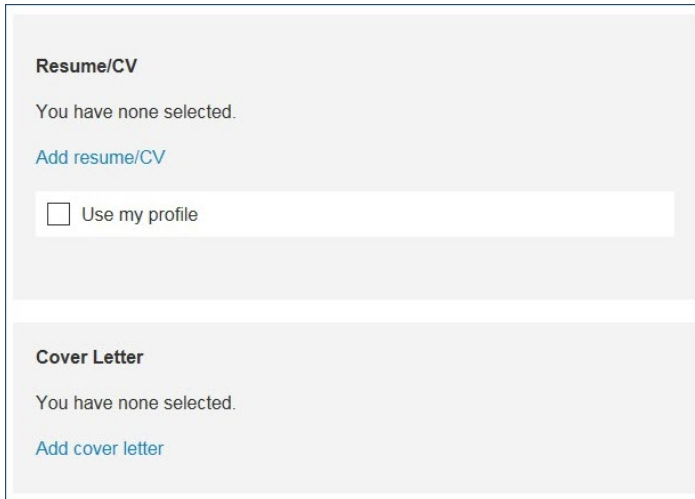 Resume/CV
You have none selected.
Add resume/CV
Use my profile
Cover Letter
You have none selected.
Add cover letter